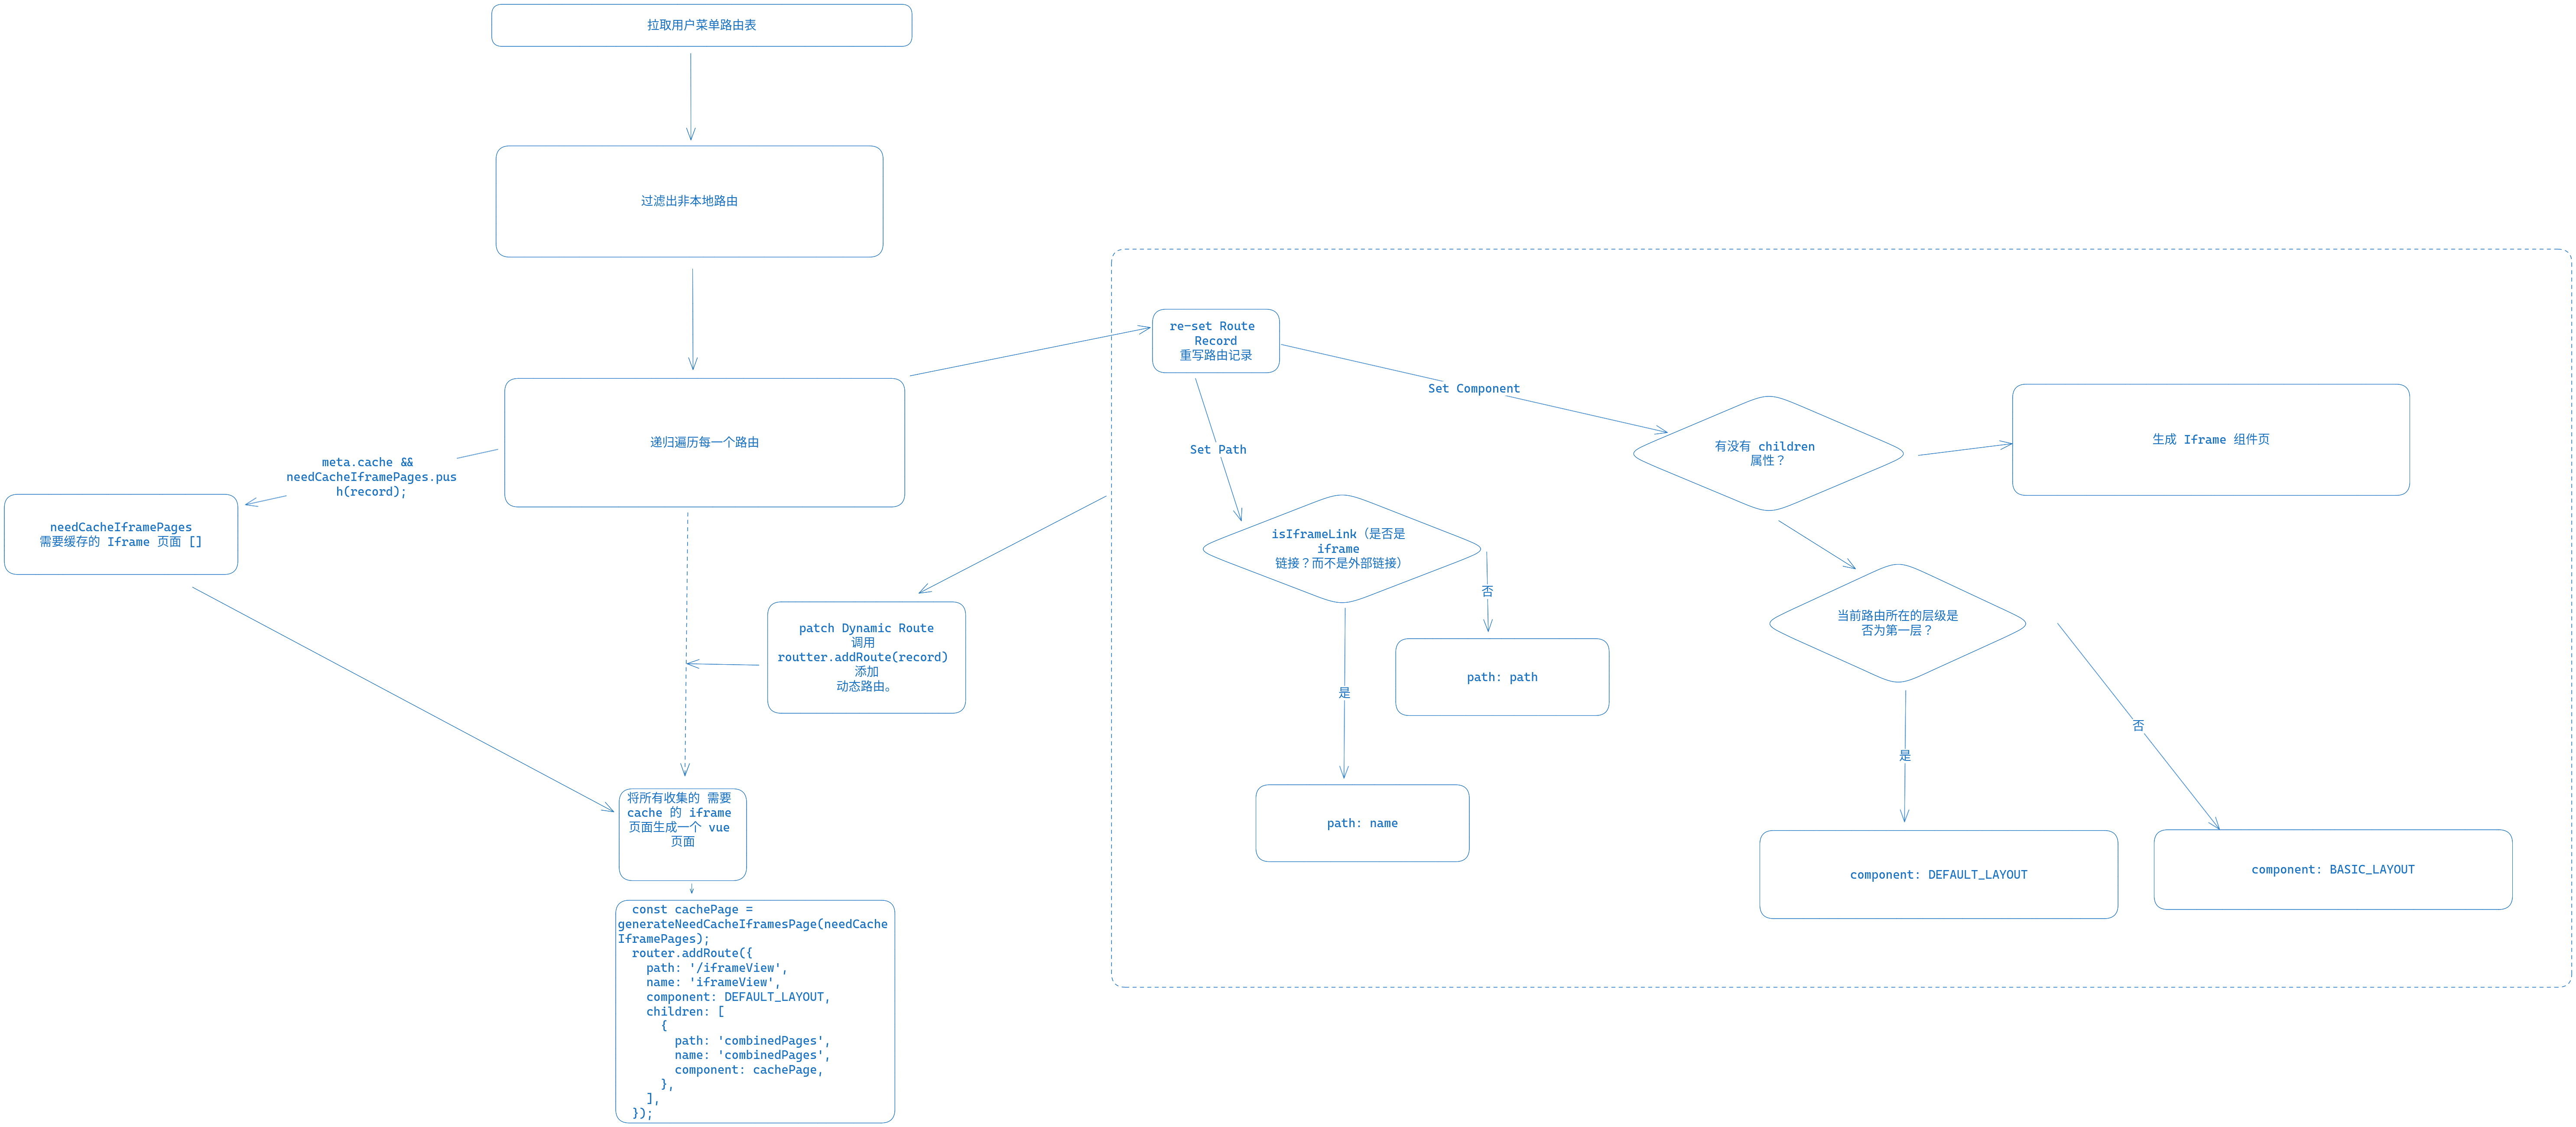 拉取用户菜单路由表
过滤出非本地路由
re-set Route
Record
重写路由记录
Set Component
递归遍历每一个路由
有没有 children
属性？
生成 Iframe 组件页
Set Path
meta.cache &&
needCacheIframePages.pus
h(record);
needCacheIframePages
需要缓存的 Iframe 页面 []
isIframeLink（是否是
iframe
链接？而不是外部链接）
否
当前路由所在的层级是
否为第一层？
patch Dynamic Route
调用
routter.addRoute(record)
添加
动态路由。
path: path
是
否
是
将所有收集的 需要
cache 的 iframe
页面生成一个 vue
页面
path: name
component: DEFAULT_LAYOUT
component: BASIC_LAYOUT
const cachePage =
generateNeedCacheIframesPage(needCache
IframePages);
router.addRoute({
path: '/iframeView',
name: 'iframeView',
component: DEFAULT_LAYOUT,
children: [
{
path: 'combinedPages',
name: 'combinedPages',
component: cachePage,
},
],
});